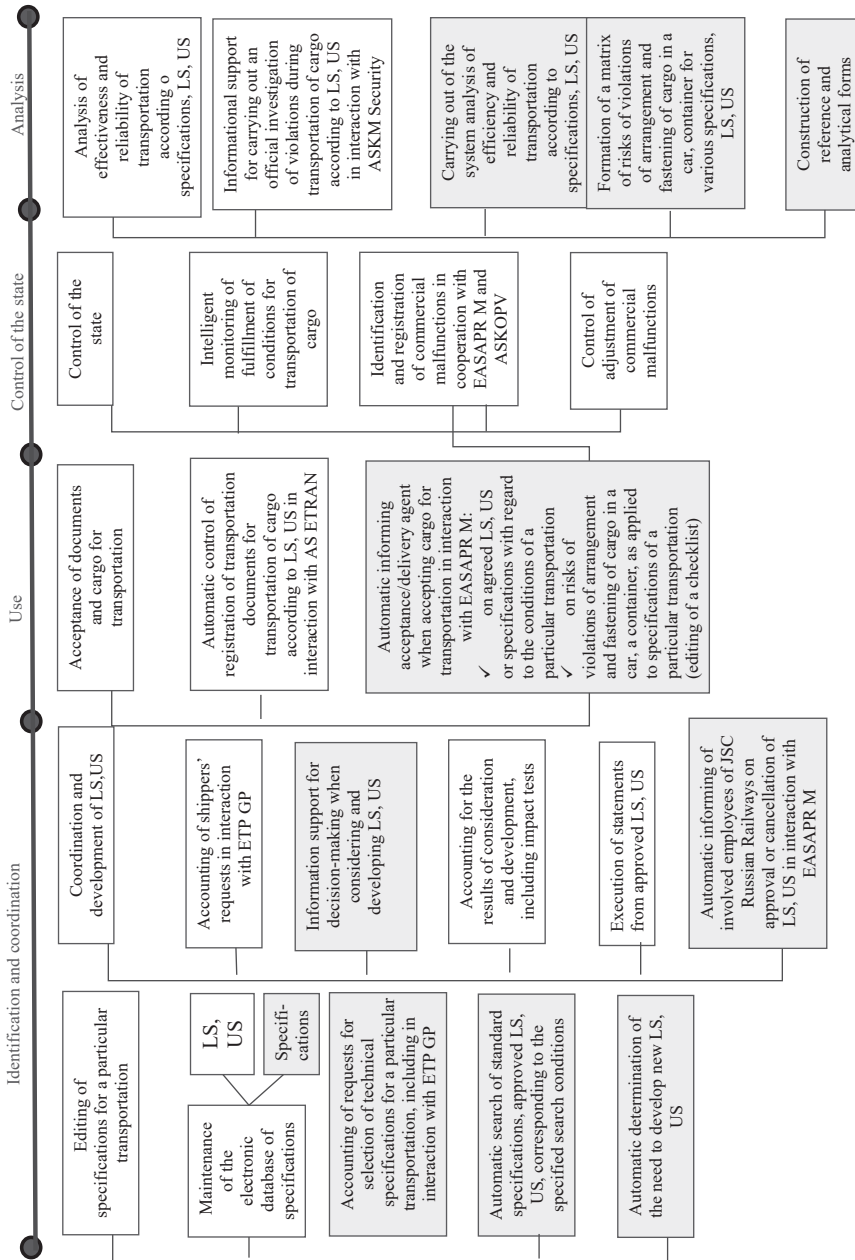 Identification and coordination
Use
Control of the state
Analysis
Editing of
specifications for a particular
transportation
Maintenance
of the
electronic
database of
specifications
LS,
US
Specifi-
cations
Accounting of requests for
selection of technical
specifications for a particular
transportation, including in
interaction with ETP GP
Automatic search of standard
specifications, approved LS,
US, corresponding to the
specified search conditions
Automatic determination of
the need to develop new LS,
US
Coordination and
development of LS,US
Accounting of shippers’
requests in interaction
with ETP GP
Information support for
decision-making when
considering and
developing LS, US
Accounting for the
results of consideration
and development,
including impact tests
Execution of statements
from approved LS, US
Automatic informing of
involved employees of JSC
Russian Railways on
approval or cancellation of
LS, US in interaction with
EASAPR M
Acceptance of documents
and cargo for
transportation
Automatic control of
registration of transportation
documents for
transportation of cargo
according to LS, US in
interaction with AS ETRAN
Automatic informing
acceptance/delivery agent
when accepting cargo for
transportation in interaction
with EASAPR M:
✓ on agreed LS, US
or specifications with regard
to the conditions of a
particular transportation
✓ on risks of
violations of arrangement
and fastening of cargo in a
car, a container, as applied
to specifications of a
particular transportation
(editing of a checklist)
Control of the
state
Intelligent
monitoring of
fulfillment of
conditions for
transportation of
cargo
Identification
and registration
of commercial
malfunctions in
cooperation with
EASAPR M and
ASKOPV
Control of
adjustment of
commercial
malfunctions
Analysis of
effectiveness and
reliability of
transportation
according o
specifications, LS, US
Informational support
for carrying out an
official investigation
of violations during
transportation of cargo
according to LS, US
in interaction with
ASKM Security
Carrying out of the
system analysis of
efficiency and
reliability of
transportation
according to
specifications, LS, US
Formation of a matrix
of risks of violations
of arrangement and
fastening of cargo in a
car, container for
various specifications,
LS, US
Construction of
reference and
analytical forms